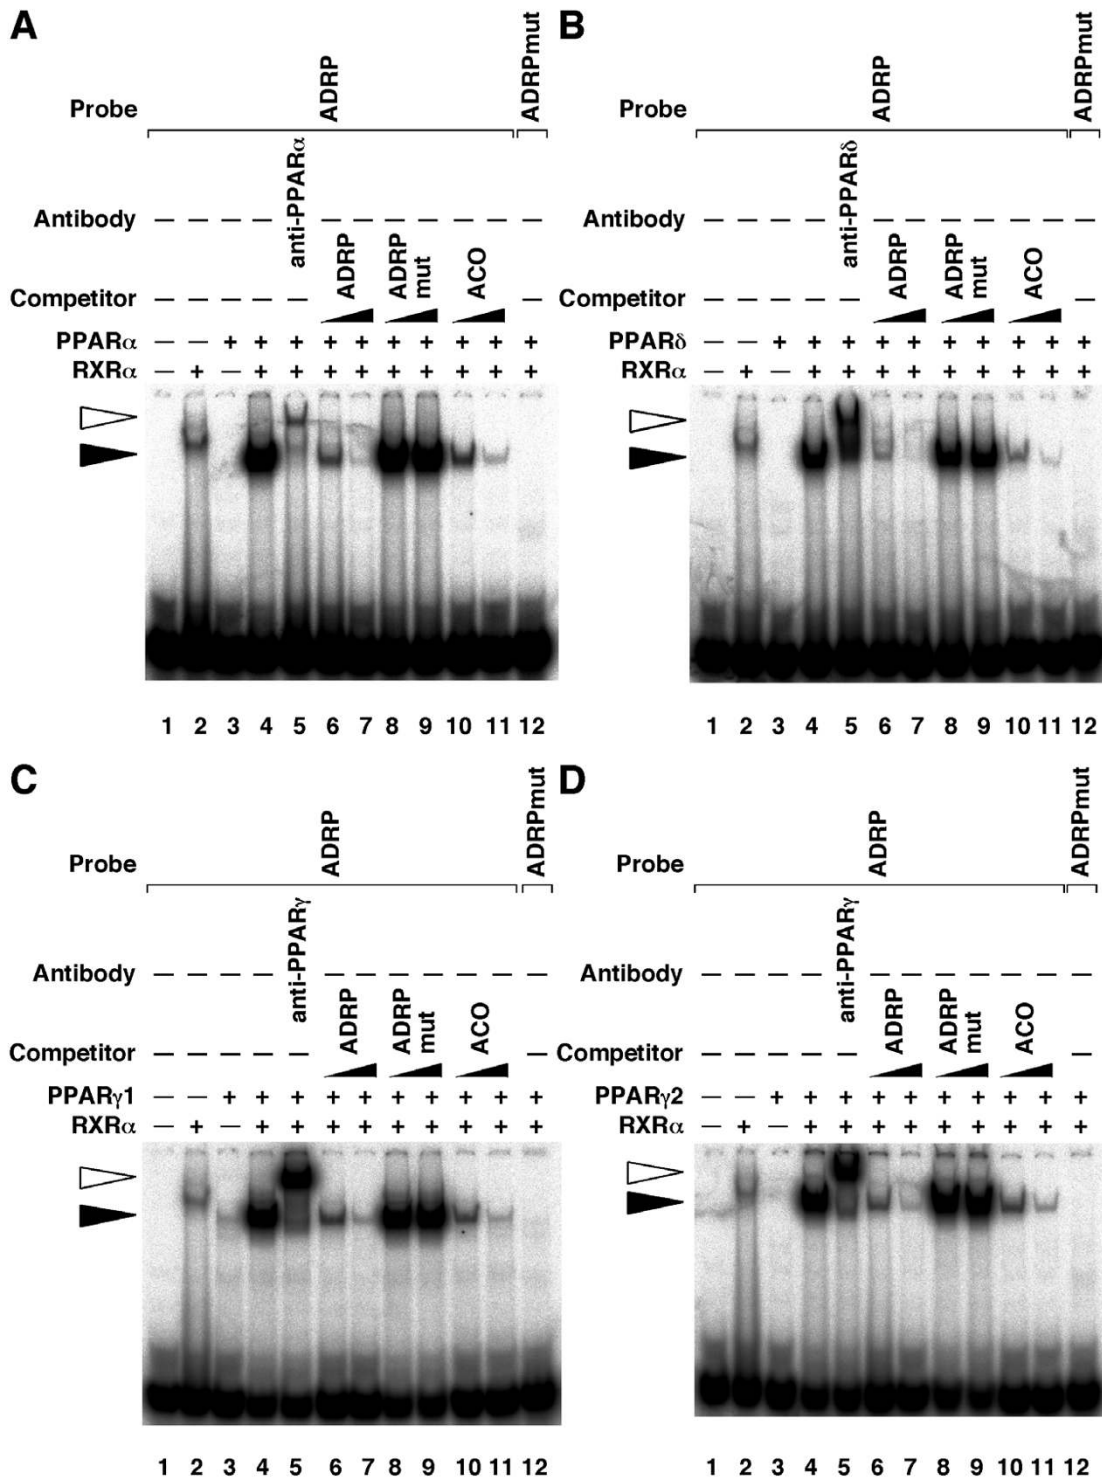 A
Probe
ADRP
ADRPmut
Antibody
— — — — anti-PPARα — — — — — — —
Competitor
— — — — — ADRP ADRP mut ACO —
PPARα — — + + + + + + + + + +
RXRα — + — + + + + + + + + +
1 2 3 4 5 6 7 8 9 10 11 12
B
Probe
ADRP
ADRPmut
Antibody
— — — — anti-PPARδ — — — — — — —
Competitor
— — — — — ADRP ADRP mut ACO —
PPARδ — — + + + + + + + + + +
RXRα — + — + + + + + + + + +
1 2 3 4 5 6 7 8 9 10 11 12
C
Probe
ADRP
ADRPmut
Antibody
— — — — anti-PPARγ — — — — — — —
Competitor
— — — — — ADRP ADRP mut ACO —
PPARγ1 — — + + + + + + + + + +
RXRα — + — + + + + + + + + +
1 2 3 4 5 6 7 8 9 10 11 12
D
Probe
ADRP
ADRPmut
Antibody
— — — — anti-PPARγ — — — — — — —
Competitor
— — — — — ADRP ADRP mut ACO —
PPARγ2 — — + + + + + + + + + +
RXRα — + — + + + + + + + + +
1 2 3 4 5 6 7 8 9 10 11 12